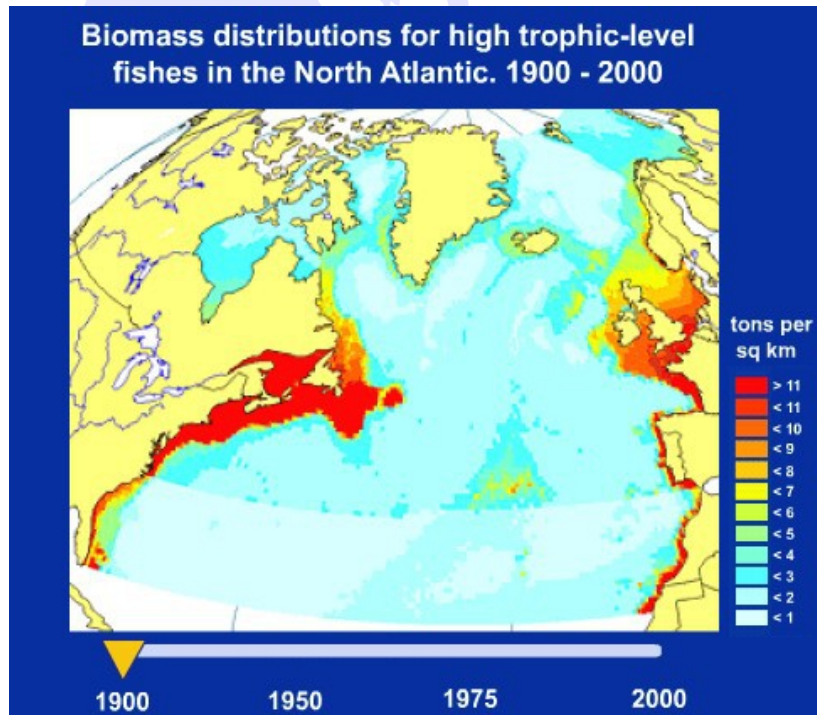 Biomass distributions for high trophic-level
fishes in the North Atlantic. 1900 - 2000
tons per
sq km
> 11
< 11
< 10
< 9
< 8
< 7
< 6
< 5
< 4
< 3
< 2
< 1
1900 1950 1975 2000